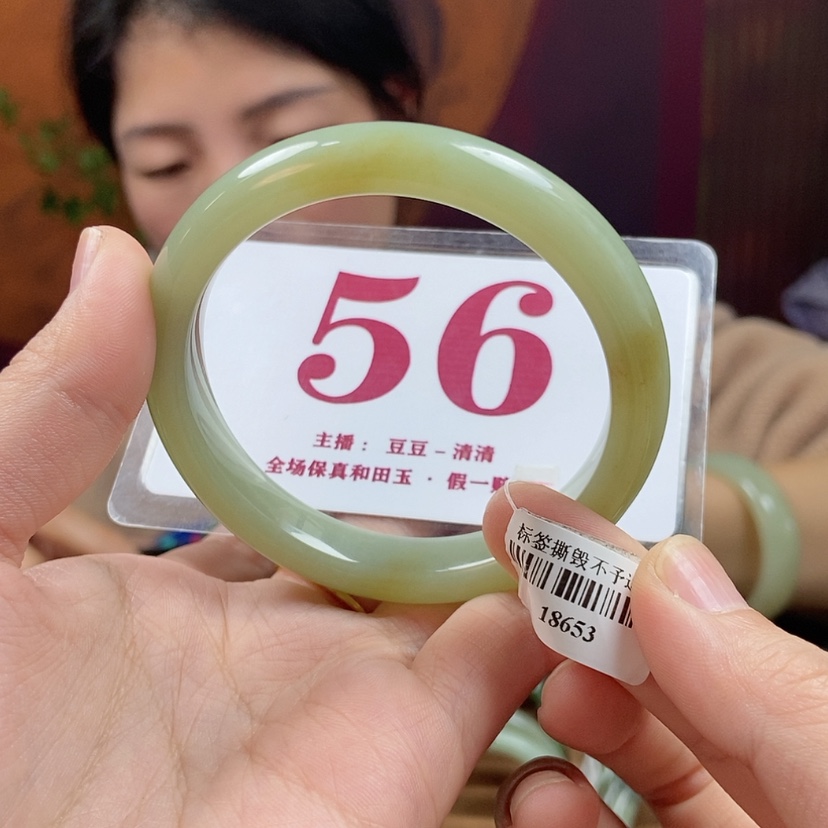 56
主播： 豆豆 – 清清
全场保真和田玉 · 假一
标签撕毁不予
18653